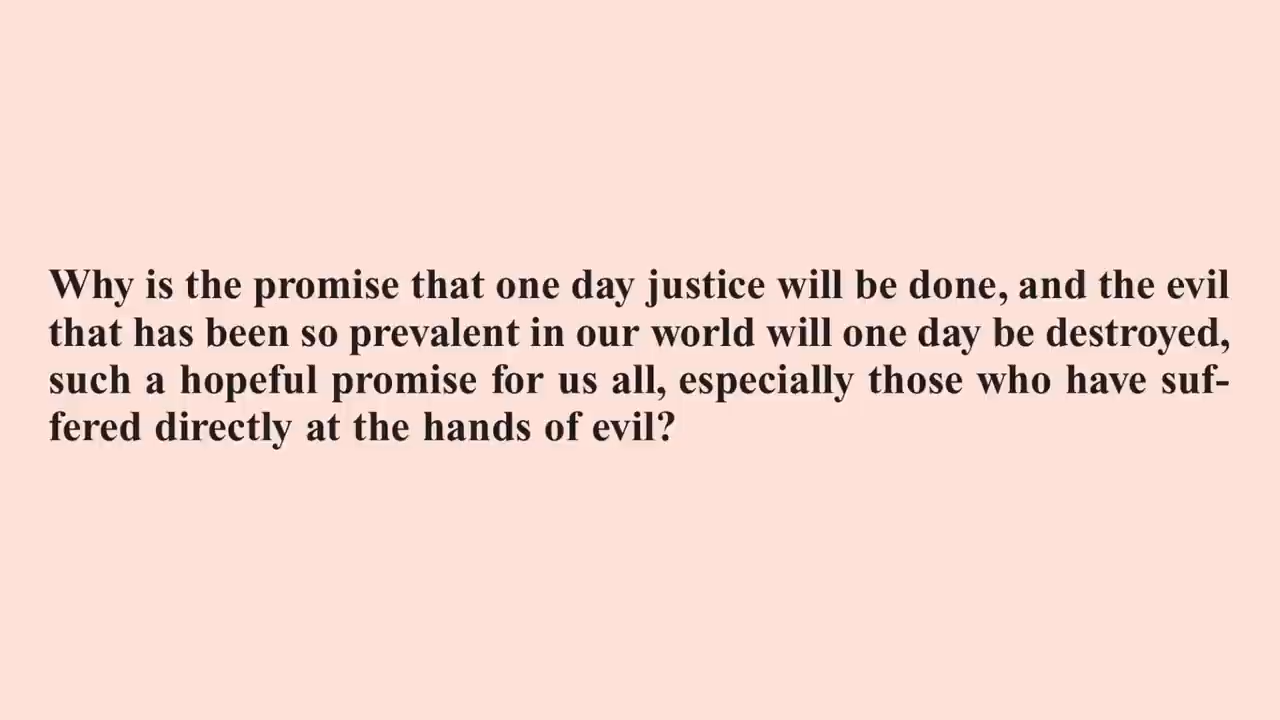 Why is the promise that one day justice will be done, and the evil
that has been so prevalent in our world will one day be destroyed,
such a hopeful promise for us all, especially those who have suf-
fered directly at the hands of evil?